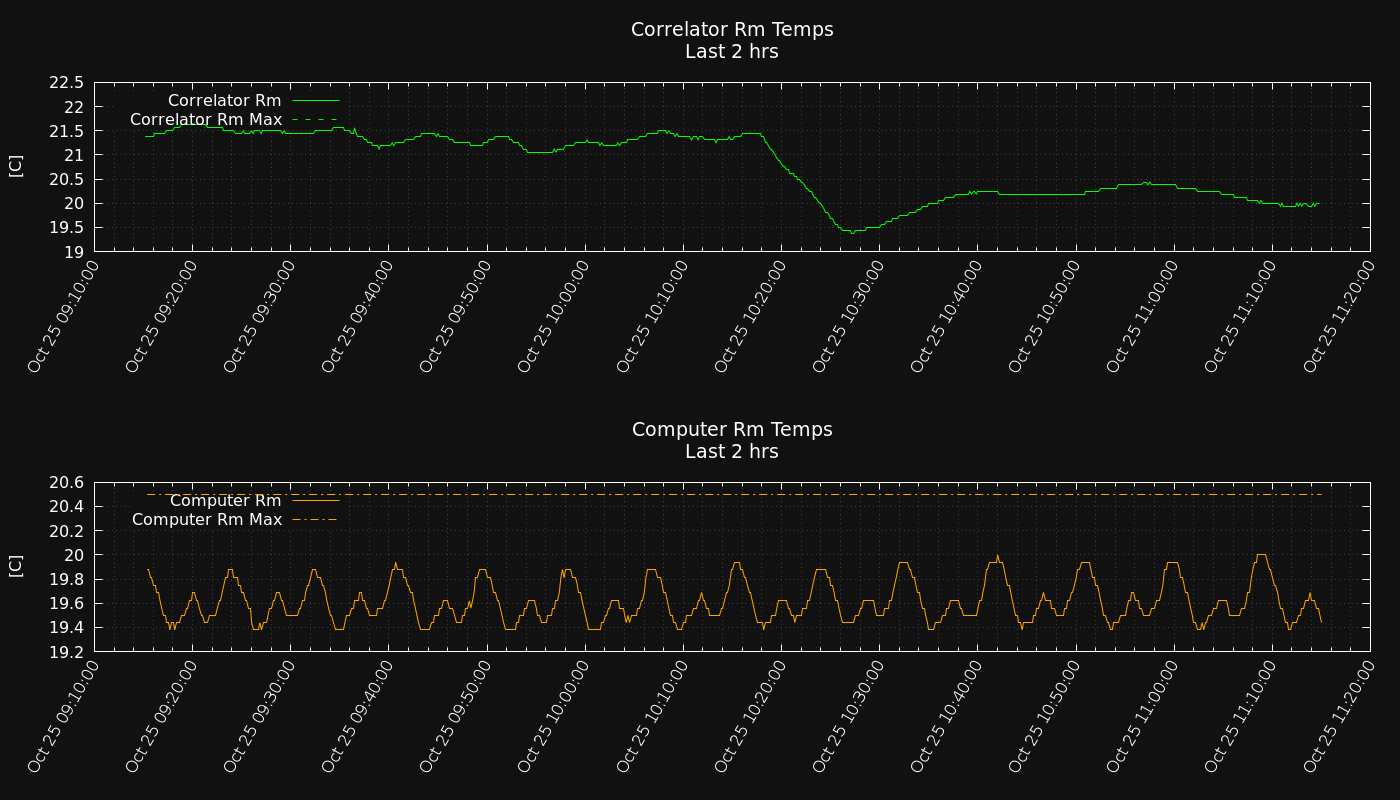 Correlator Rm Temps
Last 2 hrs
22.5
22
21.5
21
20.5
20
19.5
19
[C]
Correlator Rm
Correlator Rm Max
Oct 25 09:10:00
Oct 25 09:20:00
Oct 25 09:30:00
Oct 25 09:40:00
Oct 25 09:50:00
Oct 25 10:00:00
Oct 25 10:10:00
Oct 25 10:20:00
Oct 25 10:30:00
Oct 25 10:40:00
Oct 25 10:50:00
Oct 25 11:00:00
Oct 25 11:10:00
Oct 25 11:20:00
Computer Rm Temps
Last 2 hrs
20.6
20.4
20.2
20
19.8
19.6
19.4
19.2
[C]
Computer Rm
Computer Rm Max
Oct 25 09:10:00
Oct 25 09:20:00
Oct 25 09:30:00
Oct 25 09:40:00
Oct 25 09:50:00
Oct 25 10:00:00
Oct 25 10:10:00
Oct 25 10:20:00
Oct 25 10:30:00
Oct 25 10:40:00
Oct 25 10:50:00
Oct 25 11:00:00
Oct 25 11:10:00
Oct 25 11:20:00